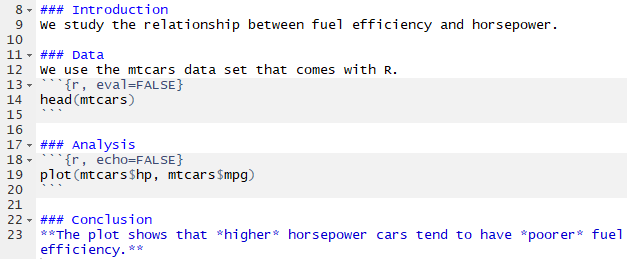 8 ### Introduction
9 We study the relationship between fuel efficiency and horsepower.
10
11 ### Data
12 We use the mtcars data set that comes with R.
13 ```{r, eval=FALSE}
14 head(mtcars)
15 ```
16
17 ### Analysis
18 ```{r, echo=FALSE}
19 plot(mtcars$hp, mtcars$mpg)
20 ```
21
22 ### Conclusion
23 **The plot shows that *higher* horsepower cars tend to have *poorer* fuel
efficiency.**